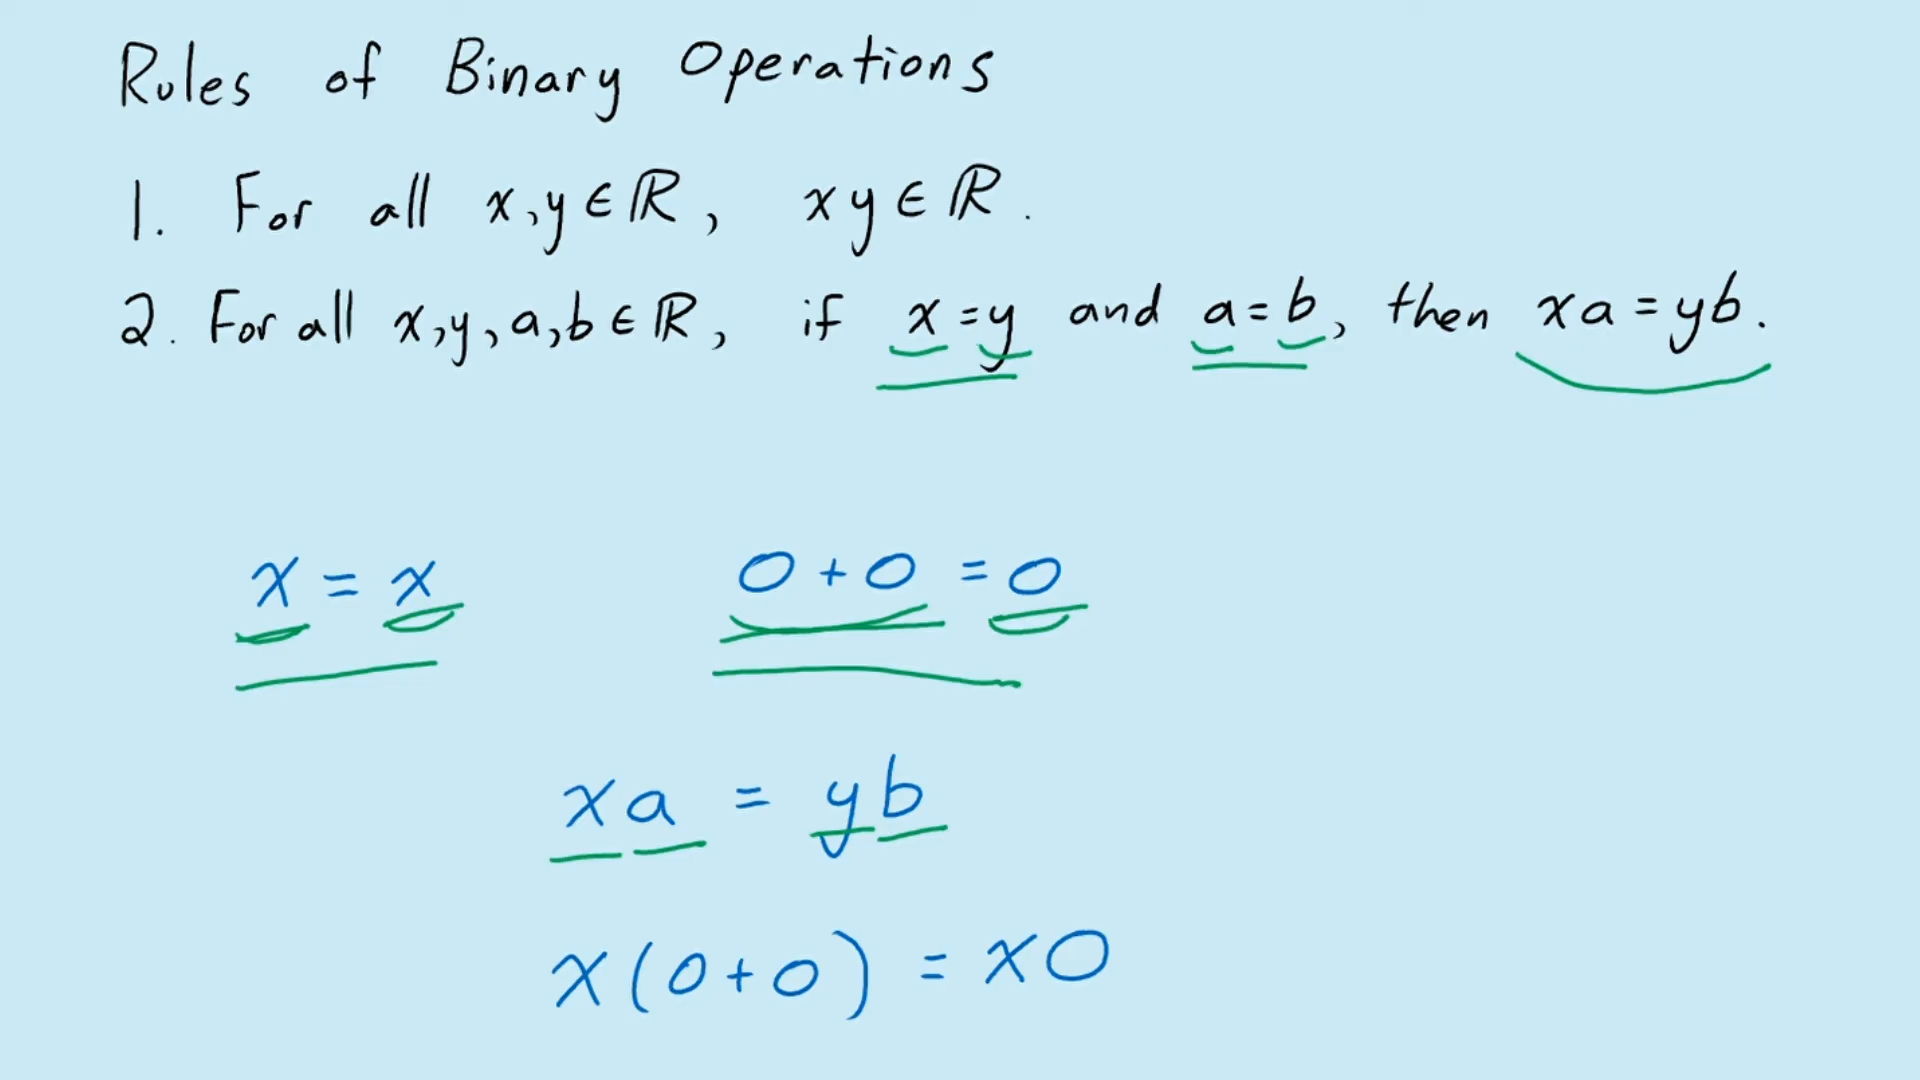 Rules of Binary Operations
1. For all x,y ∈ ℝ, xy ∈ ℝ.
2. For all x,y,a,b ∈ ℝ, if x=y and a=b, then xa=yb.
x = x 0+0 = 0
xa = yb
x(0+0) = x0